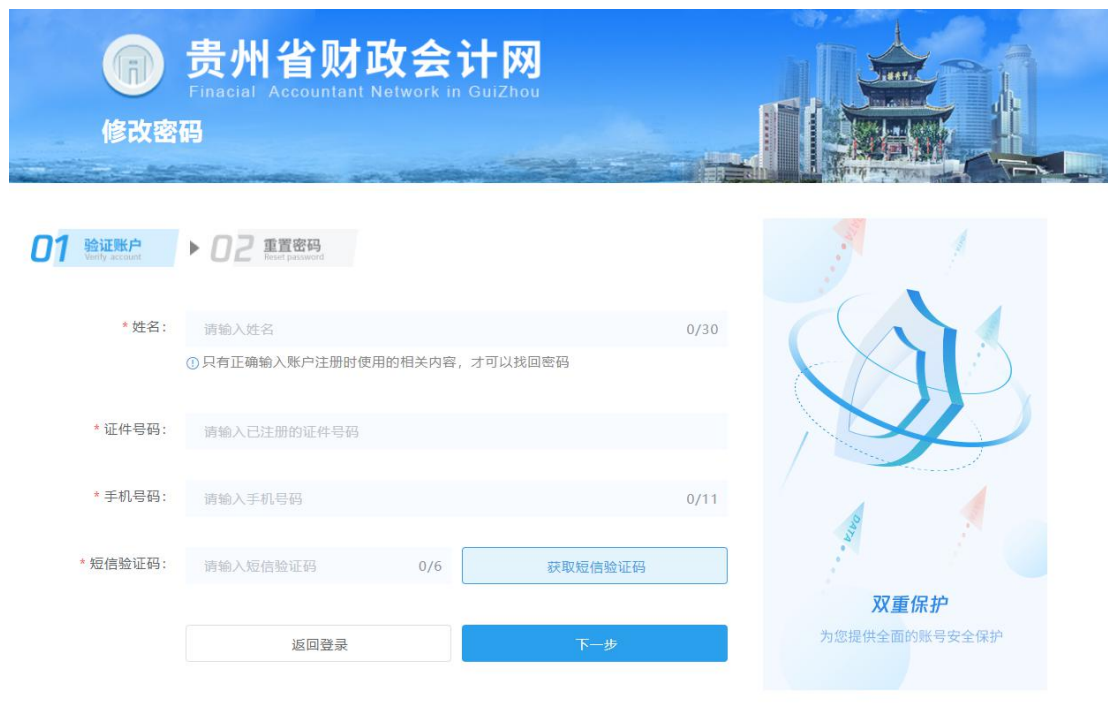 贵州省财政会计网
Finacial Accountant Network in GuiZhou
修改密码
01 验证账户
Verify account
02 重置密码
Reset password
* 姓名：
请输入姓名 0/30
只有正确输入账户注册时使用的相关内容，才可以找回密码
* 证件号码：
请输入已注册的证件号码
* 手机号码：
请输入手机号码 0/11
* 短信验证码：
请输入短信验证码 0/6
获取短信验证码
返回登录
下一步
DATA
双重保护
为您提供全面的账号安全保护